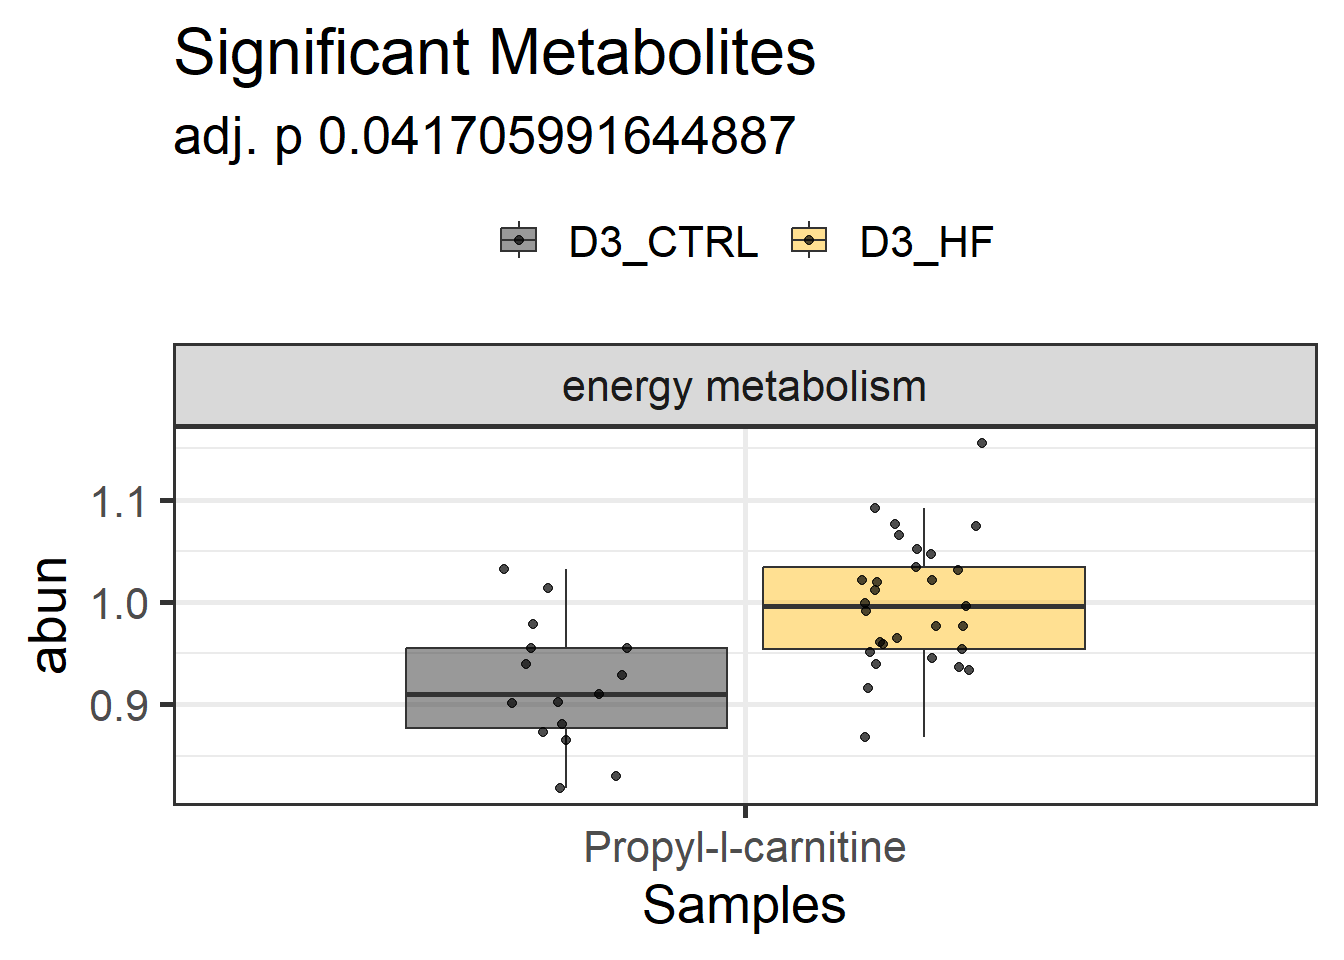 Significant Metabolites
adj. p 0.041705991644887
D3_CTRL D3_HF
energy metabolism
1.1
1.0
0.9
abun
Propyl-l-carnitine
Samples